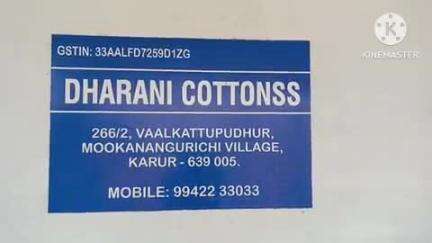 GSTIN: 33AALFD7259D1ZG
DHARANI COTTONSS
266/2, VAALKATTUPUDHUR,
MOOKANANGURICHI VILLAGE,
KARUR - 639 005.
MOBILE: 99422 33033
KINEMASTER